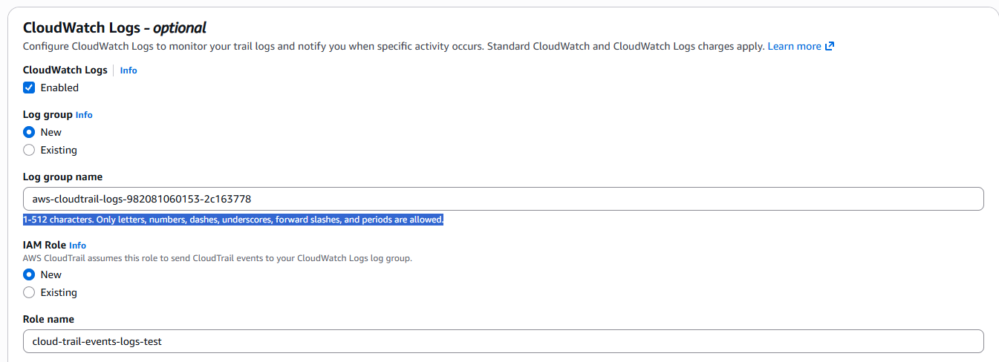 CloudWatch Logs - optional
Configure CloudWatch Logs to monitor your trail logs and notify you when specific activity occurs. Standard CloudWatch and CloudWatch Logs charges apply. Learn more
CloudWatch Logs Info
Enabled
Log group Info
New
Existing
Log group name
aws-cloudtrail-logs-982081060153-2c163778
1-512 characters. Only letters, numbers, dashes, underscores, forward slashes, and periods are allowed.
IAM Role Info
AWS CloudTrail assumes this role to send CloudTrail events to your CloudWatch Logs log group.
New
Existing
Role name
cloud-trail-events-logs-test